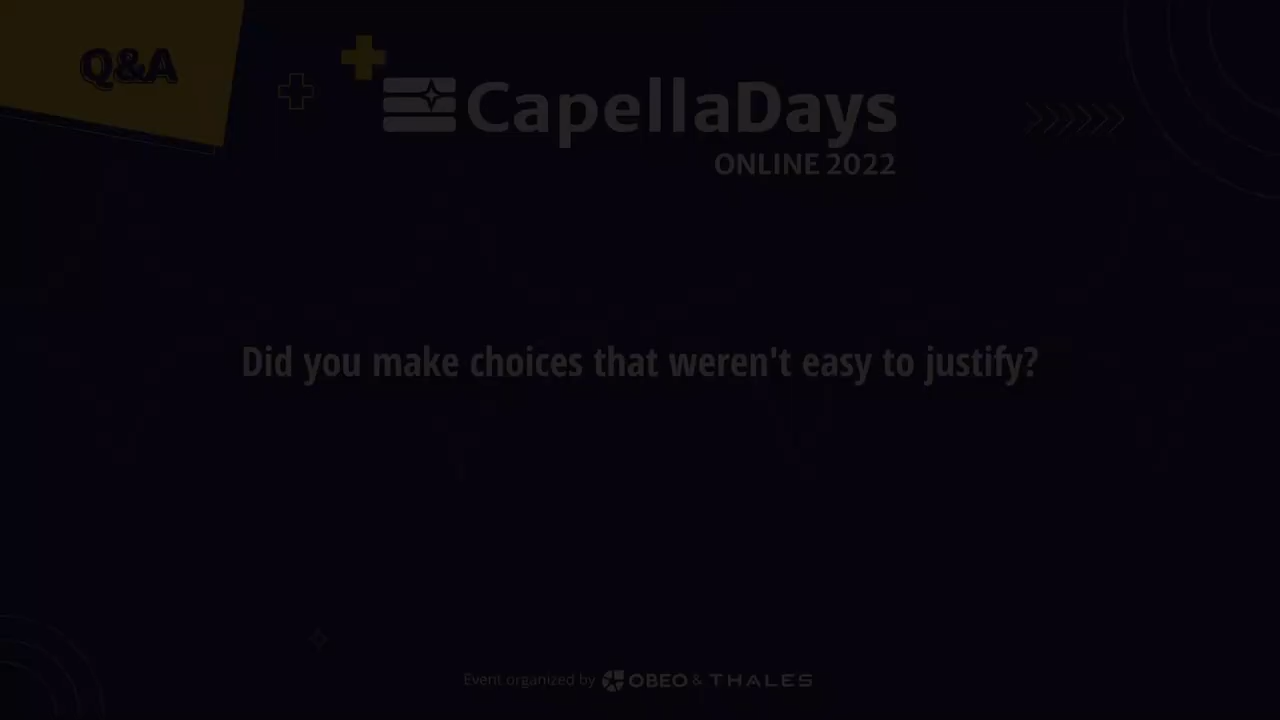 Q&A
CapellaDays
ONLINE 2022
Did you make choices that weren't easy to justify?
Event organized by OBEO & THALES